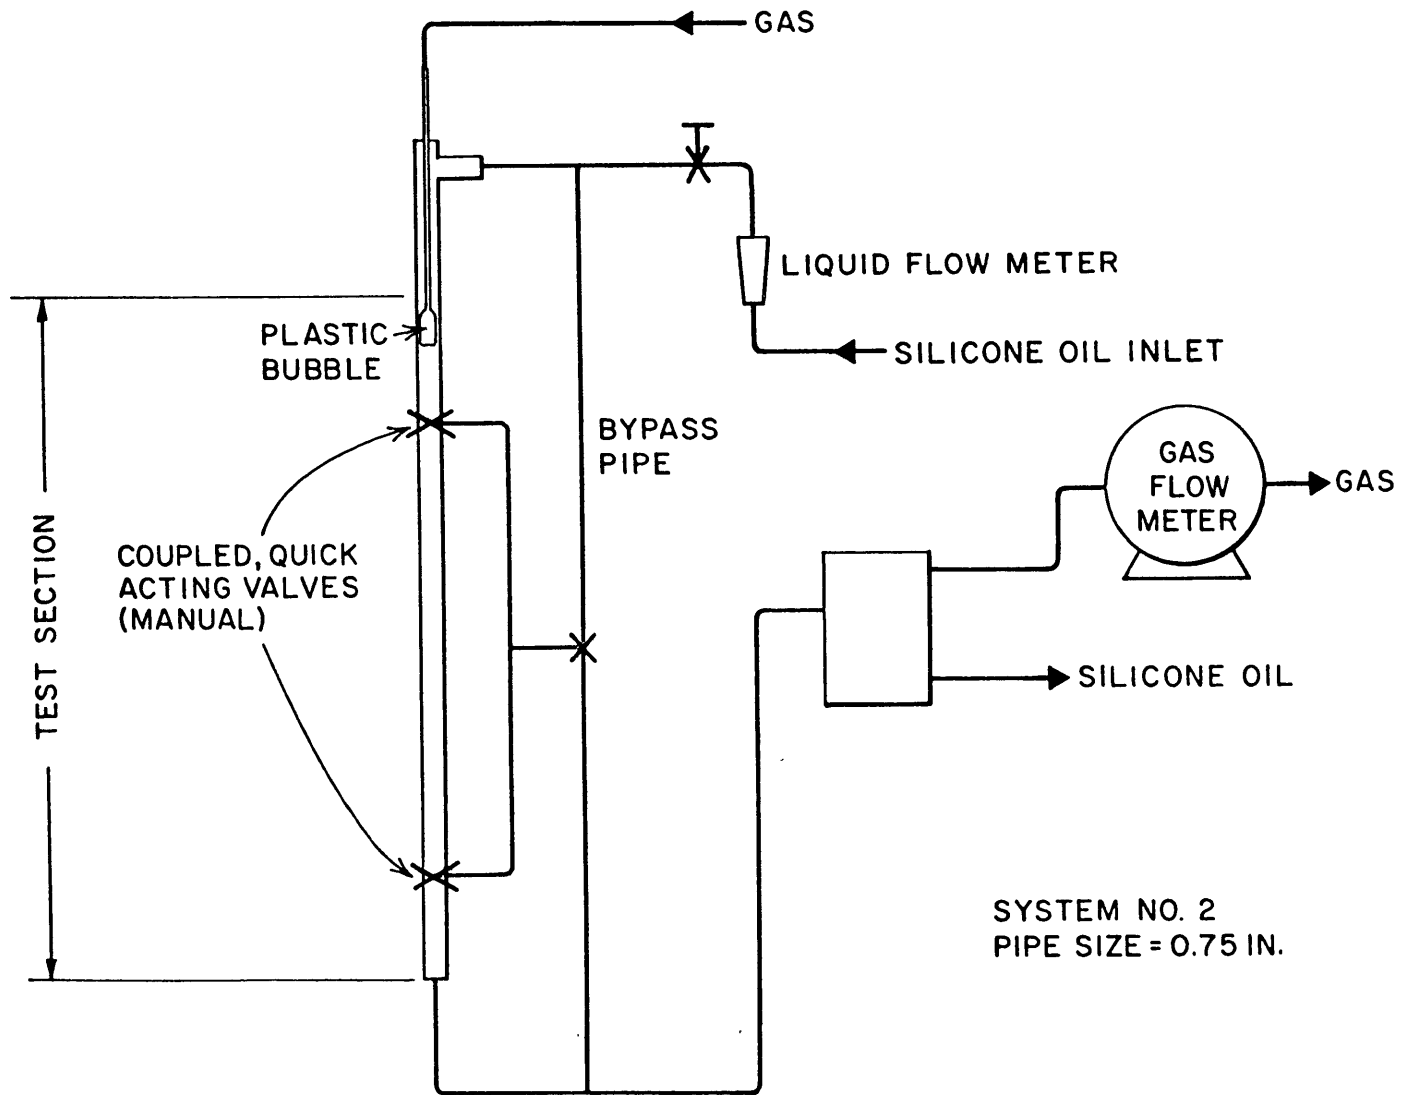 GAS
LIQUID FLOW METER
PLASTIC
BUBBLE
SILICONE OIL INLET
BYPASS
PIPE
GAS
FLOW
METER
GAS
COUPLED, QUICK
ACTING VALVES
(MANUAL)
TEST SECTION
SILICONE OIL
SYSTEM NO. 2
PIPE SIZE = 0.75 IN.